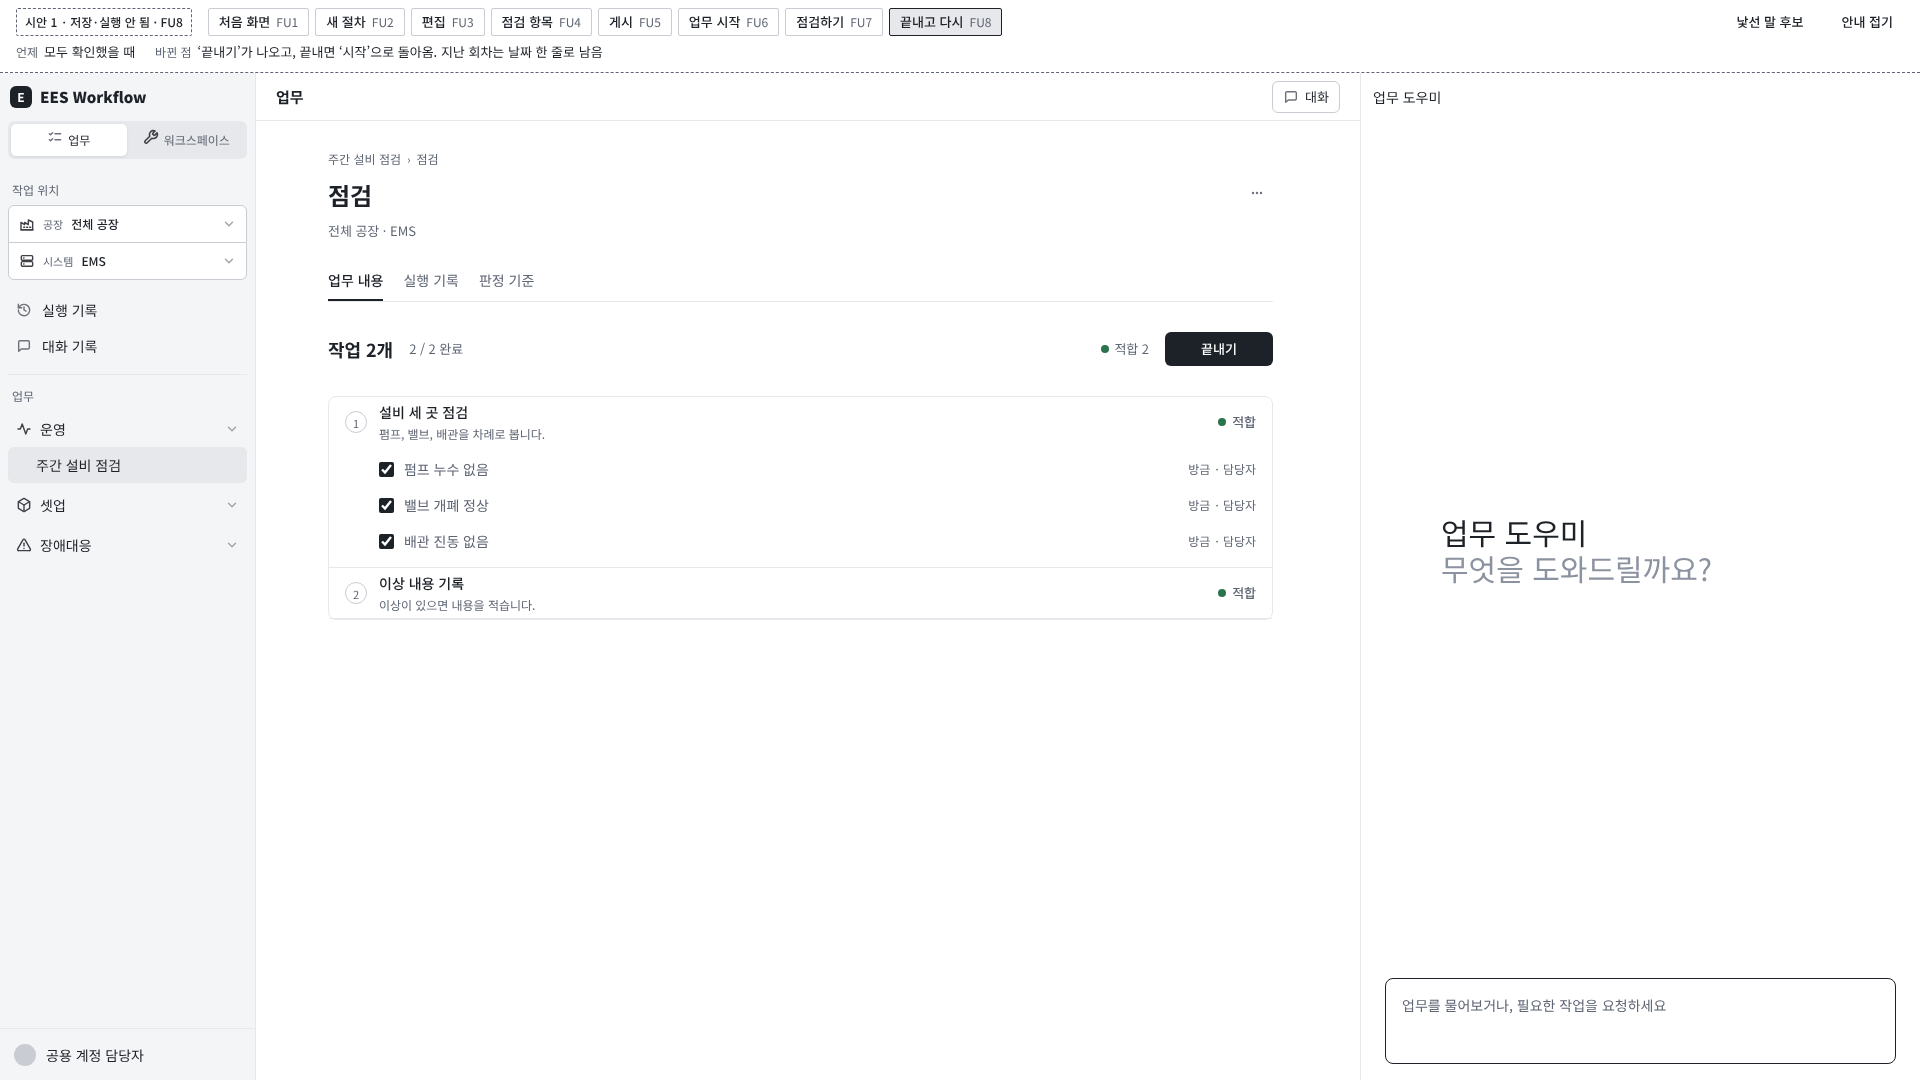 시안 1 · 저장·실행 안 됨 · FU8
처음 화면 FU1
새 절차 FU2
편집 FU3
점검 항목 FU4
게시 FU5
업무 시작 FU6
점검하기 FU7
끝내고 다시 FU8
낯선 말 후보
안내 접기
언제 모두 확인했을 때 바뀐 점 ‘끝내기’가 나오고, 끝내면 ‘시작’으로 돌아옴. 지난 회차는 날짜 한 줄로 남음
E EES Workflow
업무
워크스페이스
작업 위치
공장 전체 공장
시스템 EMS
실행 기록
대화 기록
업무
운영
주간 설비 점검
셋업
장애대응
공용 계정 담당자
업무
대화
주간 설비 점검 › 점검
점검
...
전체 공장 · EMS
업무 내용
실행 기록
판정 기준
작업 2개 2 / 2 완료
적합 2
끝내기
1 설비 세 곳 점검
펌프, 밸브, 배관을 차례로 봅니다.
적합
펌프 누수 없음 방금 · 담당자
밸브 개폐 정상 방금 · 담당자
배관 진동 없음 방금 · 담당자
2 이상 내용 기록
이상이 있으면 내용을 적습니다.
적합
업무 도우미
업무 도우미
무엇을 도와드릴까요?
업무를 물어보거나, 필요한 작업을 요청하세요